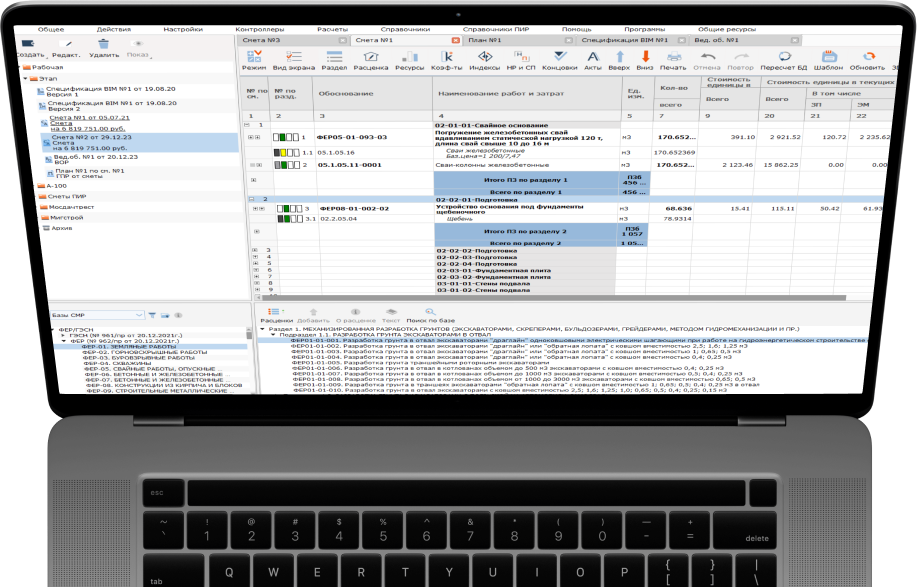 Общее Действия Настройки Контроллеры Расчеты Справочники Справочники ПИР Помощь Программы Общие ресурсы
Создать Редакт. Удалить Показ.
Рабочая
Этап
Спецификация BIM №1 от 19.08.20
Версия 1
Спецификация BIM №1 от 19.08.20
Версия 2
Смета №1 от 05.07.21
Смета
на 6 819 751.00 руб.
Смета №2 от 29.12.23
Смета
на 6 819 751.00 руб.
Вед.об. №1 от 20.12.23
ВОР
План №1 по сн. №1
ГПР от сметы
А-100
Сметы ПИР
Мосдачтрест
Мигстрой
Архив
Смета №3 Смета №1 План №1 Спецификация BIM №1 Вед. об. №1
Режим Вид экрана Раздел Расценка Ресурсы Коэф-ты Индексы НР и СП Концовки Акты Вверх Вниз Печать Отмена Повтор Пересчет БД Шаблон Обновить
№ по см. № по разд. Обоснование Наименование работ и затрат Ед. изм. Кол-во всего Стоимость единицы в Всего Стоимость единицы в текущих Всего В том числе ЗП ЭМ
1 2 3 4 5 7 9 20 21 22
1 02-01-01-Свайное основание
1 ФЕР05-01-093-03 Погружение железобетонных свай вдавливанием статической нагрузкой 120 т, длина свай свыше 10 до 16 м м3 170.652... 391.10 2 921.52 120.72 2 235.62
1.1 05.1.05.16 Сваи железобетонные м3 170.652369
Баз.цена=1 200/7,47
2 05.1.05.11-0001 Сваи-колонны железобетонные м3 170.652... 2 123.46 15 862.25 0.00 0.00
Итого ПЗ по разделу 1 ПЗ6 456 ...
Всего по разделу 1 456 ...
2 02-02-01-Подготовка
3 ФЕР08-01-002-02 Устройство основания под фундаменты щебеночного м3 68.636 15.41 115.11 50.42 61.93
3.1 02.2.05.04 Щебень м3 78.9314
Итого ПЗ по разделу 2 ПЗ6 1 057
Всего по разделу 2 1 05...
3 02-02-02-Подготовка
4 02-02-03-Подготовка
5 02-02-04-Подготовка
6 02-03-01-Фундаментная плита
7 02-03-02-Фундаментная плита
8 03-01-01-Стены подвала
9 03-01-02-Стены подвала
Базы СМР
ФЕР/ГЭСН
ГЭСН (№ 961/пр от 20.12.2021г.)
ФЕР (№ 962/пр от 20.12.2021г.)
ФЕР-01. ЗЕМЛЯНЫЕ РАБОТЫ
ФЕР-02. ГОРНОВСКРЫШНЫЕ РАБОТЫ
ФЕР-03. БУРОВЗРЫВНЫЕ РАБОТЫ
ФЕР-04. СКВАЖИНЫ
ФЕР-05. СВАЙНЫЕ РАБОТЫ, ОПУСКНЫЕ ...
ФЕР-06. БЕТОННЫЕ И ЖЕЛЕЗОБЕТОННЫЕ ...
ФЕР-07. БЕТОННЫЕ И ЖЕЛЕЗОБЕТОННЫЕ ...
ФЕР-08. КОНСТРУКЦИИ ИЗ КИРПИЧА И БЛОКОВ
ФЕР-09. СТРОИТЕЛЬНЫЕ МЕТАЛЛИЧЕСКИЕ
Расценки Добавить О расценке Текст Поиск по базе
Раздел 1. МЕХАНИЗИРОВАННАЯ РАЗРАБОТКА ГРУНТОВ (ЭКСКАВАТОРАМИ, СКРЕПЕРАМИ, БУЛЬДОЗЕРАМИ, ГРЕЙДЕРАМИ, МЕТОДОМ ГИДРОМЕХАНИЗАЦИИ И ПР.)
Подраздел 1.1. РАЗРАБОТКА ГРУНТА ЭКСКАВАТОРАМИ В ОТВАЛ
ФЕР01-01-001. Разработка грунта в отвал экскаваторами "драглайн" одноковшовыми электрическими шагающими при работе на гидроэнергетическом строительстве
ФЕР01-01-002. Разработка грунта в отвал экскаваторами "драглайн" или "обратная лопата" с ковшом вместимостью 2,5; 1,6; 1,25 м3
ФЕР01-01-003. Разработка грунта в отвал экскаваторами "драглайн" или "обратная лопата" с ковшом вместимостью 1; 0,65; 0,5 м3
ФЕР01-01-004. Разработка грунта в отвал экскаваторами "драглайн" или "обратная лопата" с ковшом вместимостью 0,4; 0,25 м3
ФЕР01-01-005. Разработка грунта траншейными роторными экскаваторами
ФЕР01-01-006. Разработка грунта в отвал в котлованах объемом до 500 м3 экскаваторами с ковшом вместимостью 0,4; 0,25 м3
ФЕР01-01-007. Разработка грунта в отвал в котлованах объемом до 1000 м3 экскаваторами с ковшом вместимостью 0,5; 0,4; 0,25 м3
ФЕР01-01-008. Разработка грунта в отвал в котлованах объемом от 1000 до 3000 м3 экскаваторами с ковшом вместимостью 0,65; 0,5 м3
ФЕР01-01-009. Разработка грунта в траншеях экскаваторами "обратная лопата" с ковшом вместимостью 1; 0,65; 0,5; 0,4; 0,25 м3 в отвал
ФЕР01-01-010. Разработка грунта в отвал экскаваторами с ковшом вместимостью 2,5; 1,6; 1,25; 1,0; 0,65; 0,5; 0,4; 0,25; 0,15 м3
esc
~ ` ! 1 @ 2 # 3 $ 4 % 5 ^ 6 & 7 * 8 ( 9 ) 0 — - + = delete
tab Q W E R T Y U I O P { [ } ] | \